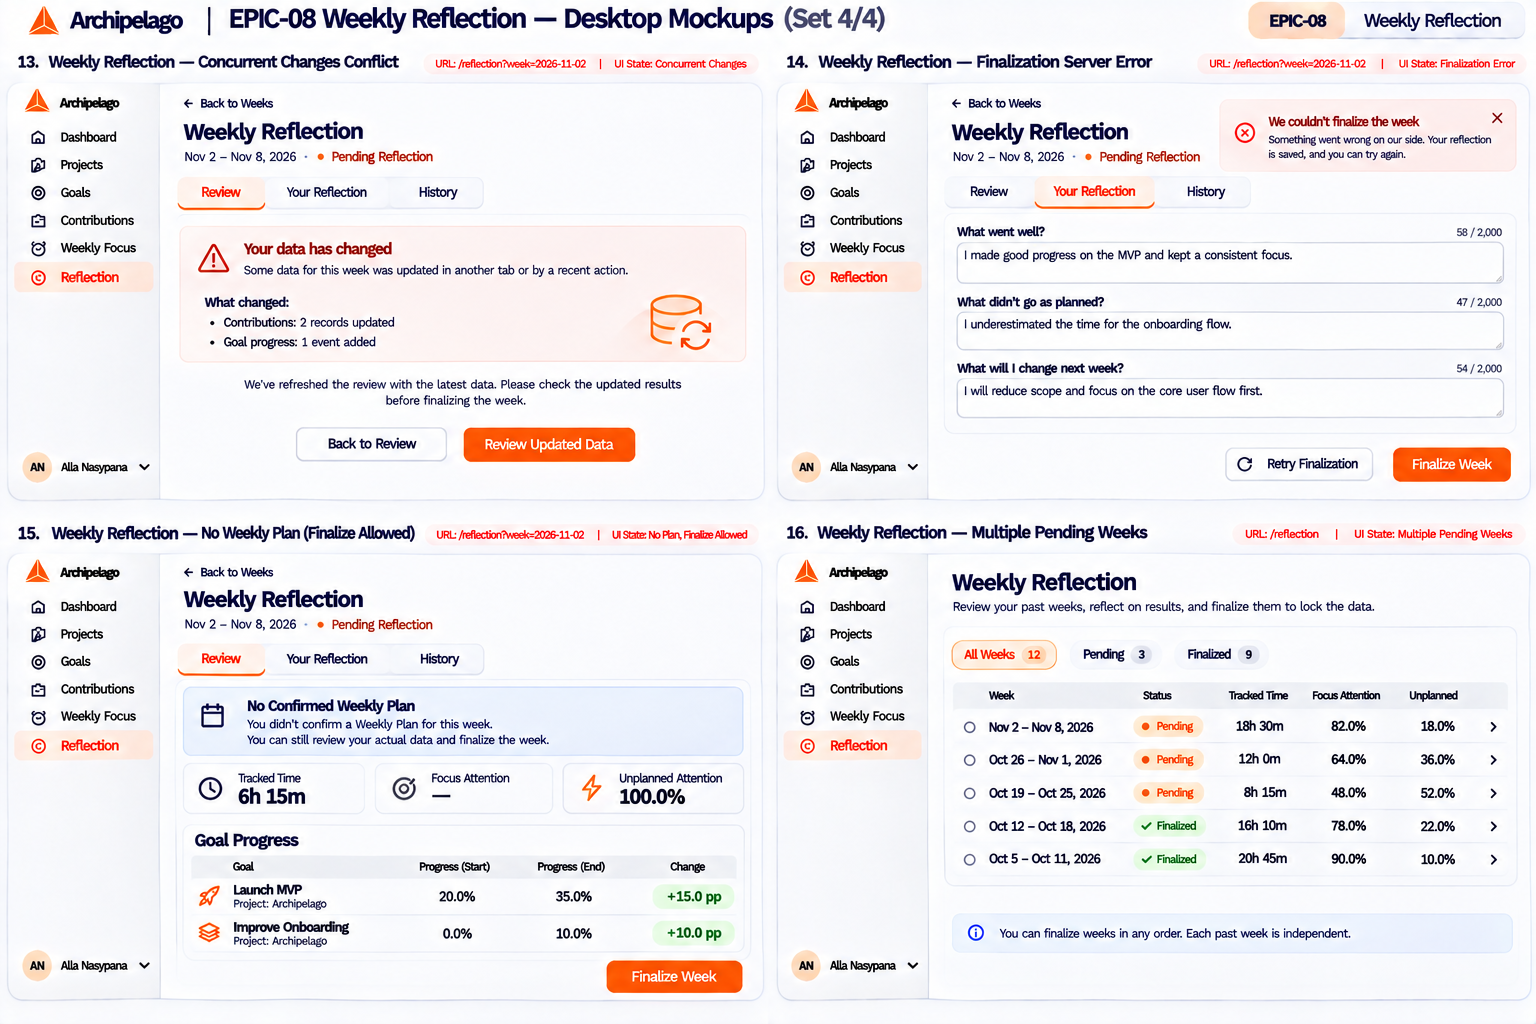 Archipelago | EPIC-08 Weekly Reflection — Desktop Mockups (Set 4/4)
EPIC-08 Weekly Reflection
13. Weekly Reflection — Concurrent Changes Conflict
URL: /reflection?week=2026-11-02 | UI State: Concurrent Changes
Archipelago
Dashboard
Projects
Goals
Contributions
Weekly Focus
Reflection
AN Alla Nasypana
← Back to Weeks
Weekly Reflection
Nov 2 – Nov 8, 2026 · • Pending Reflection
Review Your Reflection History
Your data has changed
Some data for this week was updated in another tab or by a recent action.
What changed:
• Contributions: 2 records updated
• Goal progress: 1 event added
We've refreshed the review with the latest data. Please check the updated results
before finalizing the week.
Back to Review Review Updated Data
14. Weekly Reflection — Finalization Server Error
URL: /reflection?week=2026-11-02 | UI State: Finalization Error
Archipelago
Dashboard
Projects
Goals
Contributions
Weekly Focus
Reflection
AN Alla Nasypana
← Back to Weeks
Weekly Reflection
Nov 2 – Nov 8, 2026 · • Pending Reflection
We couldn't finalize the week
Something went wrong on our side. Your reflection
is saved, and you can try again.
Review Your Reflection History
What went well? 58 / 2,000
I made good progress on the MVP and kept a consistent focus.
What didn't go as planned? 47 / 2,000
I underestimated the time for the onboarding flow.
What will I change next week? 54 / 2,000
I will reduce scope and focus on the core user flow first.
Retry Finalization Finalize Week
15. Weekly Reflection — No Weekly Plan (Finalize Allowed)
URL: /reflection?week=2026-11-02 | UI State: No Plan, Finalize Allowed
Archipelago
Dashboard
Projects
Goals
Contributions
Weekly Focus
Reflection
AN Alla Nasypana
← Back to Weeks
Weekly Reflection
Nov 2 – Nov 8, 2026 · • Pending Reflection
Review Your Reflection History
No Confirmed Weekly Plan
You didn't confirm a Weekly Plan for this week.
You can still review your actual data and finalize the week.
Tracked Time
6h 15m
Focus Attention
—
Unplanned Attention
100.0%
Goal Progress
Goal Progress (Start) Progress (End) Change
Launch MVP 20.0% 35.0% +15.0 pp
Project: Archipelago
Improve Onboarding 0.0% 10.0% +10.0 pp
Project: Archipelago
Finalize Week
16. Weekly Reflection — Multiple Pending Weeks
URL: /reflection | UI State: Multiple Pending Weeks
Archipelago
Dashboard
Projects
Goals
Contributions
Weekly Focus
Reflection
AN Alla Nasypana
Weekly Reflection
Review your past weeks, reflect on results, and finalize them to lock the data.
All Weeks 12 Pending 3 Finalized 9
Week Status Tracked Time Focus Attention Unplanned
Nov 2 – Nov 8, 2026 • Pending 18h 30m 82.0% 18.0%
Oct 26 – Nov 1, 2026 • Pending 12h 0m 64.0% 36.0%
Oct 19 – Oct 25, 2026 • Pending 8h 15m 48.0% 52.0%
Oct 12 – Oct 18, 2026 ✓ Finalized 16h 10m 78.0% 22.0%
Oct 5 – Oct 11, 2026 ✓ Finalized 20h 45m 90.0% 10.0%
You can finalize weeks in any order. Each past week is independent.